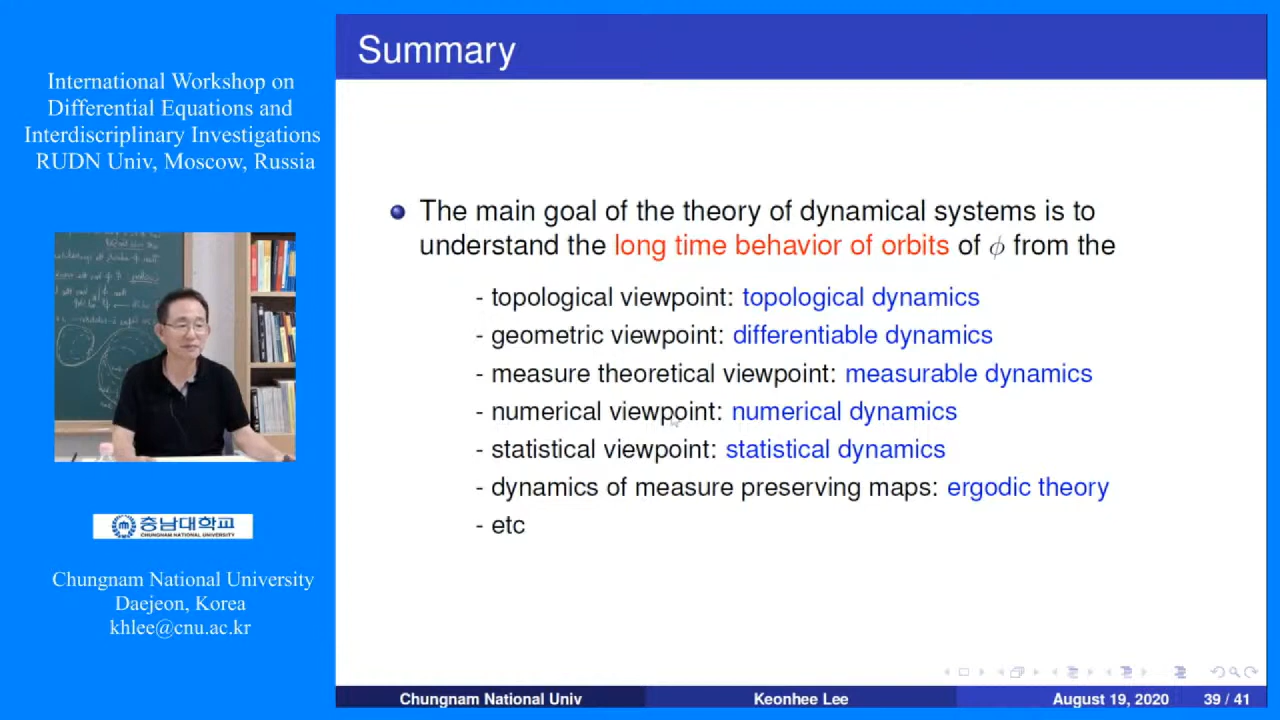 International Workshop on
Differential Equations and
Interdisciplinary Investigations
RUDN Univ, Moscow, Russia
충남대학교
CHUNGNAM NATIONAL UNIVERSITY
Chungnam National University
Daejeon, Korea
khlee@cnu.ac.kr
Summary
The main goal of the theory of dynamical systems is to
understand the long time behavior of orbits of ϕ from the
- topological viewpoint: topological dynamics
- geometric viewpoint: differentiable dynamics
- measure theoretical viewpoint: measurable dynamics
- numerical viewpoint: numerical dynamics
- statistical viewpoint: statistical dynamics
- dynamics of measure preserving maps: ergodic theory
- etc
Chungnam National Univ Keonhee Lee August 19, 2020 39 / 41